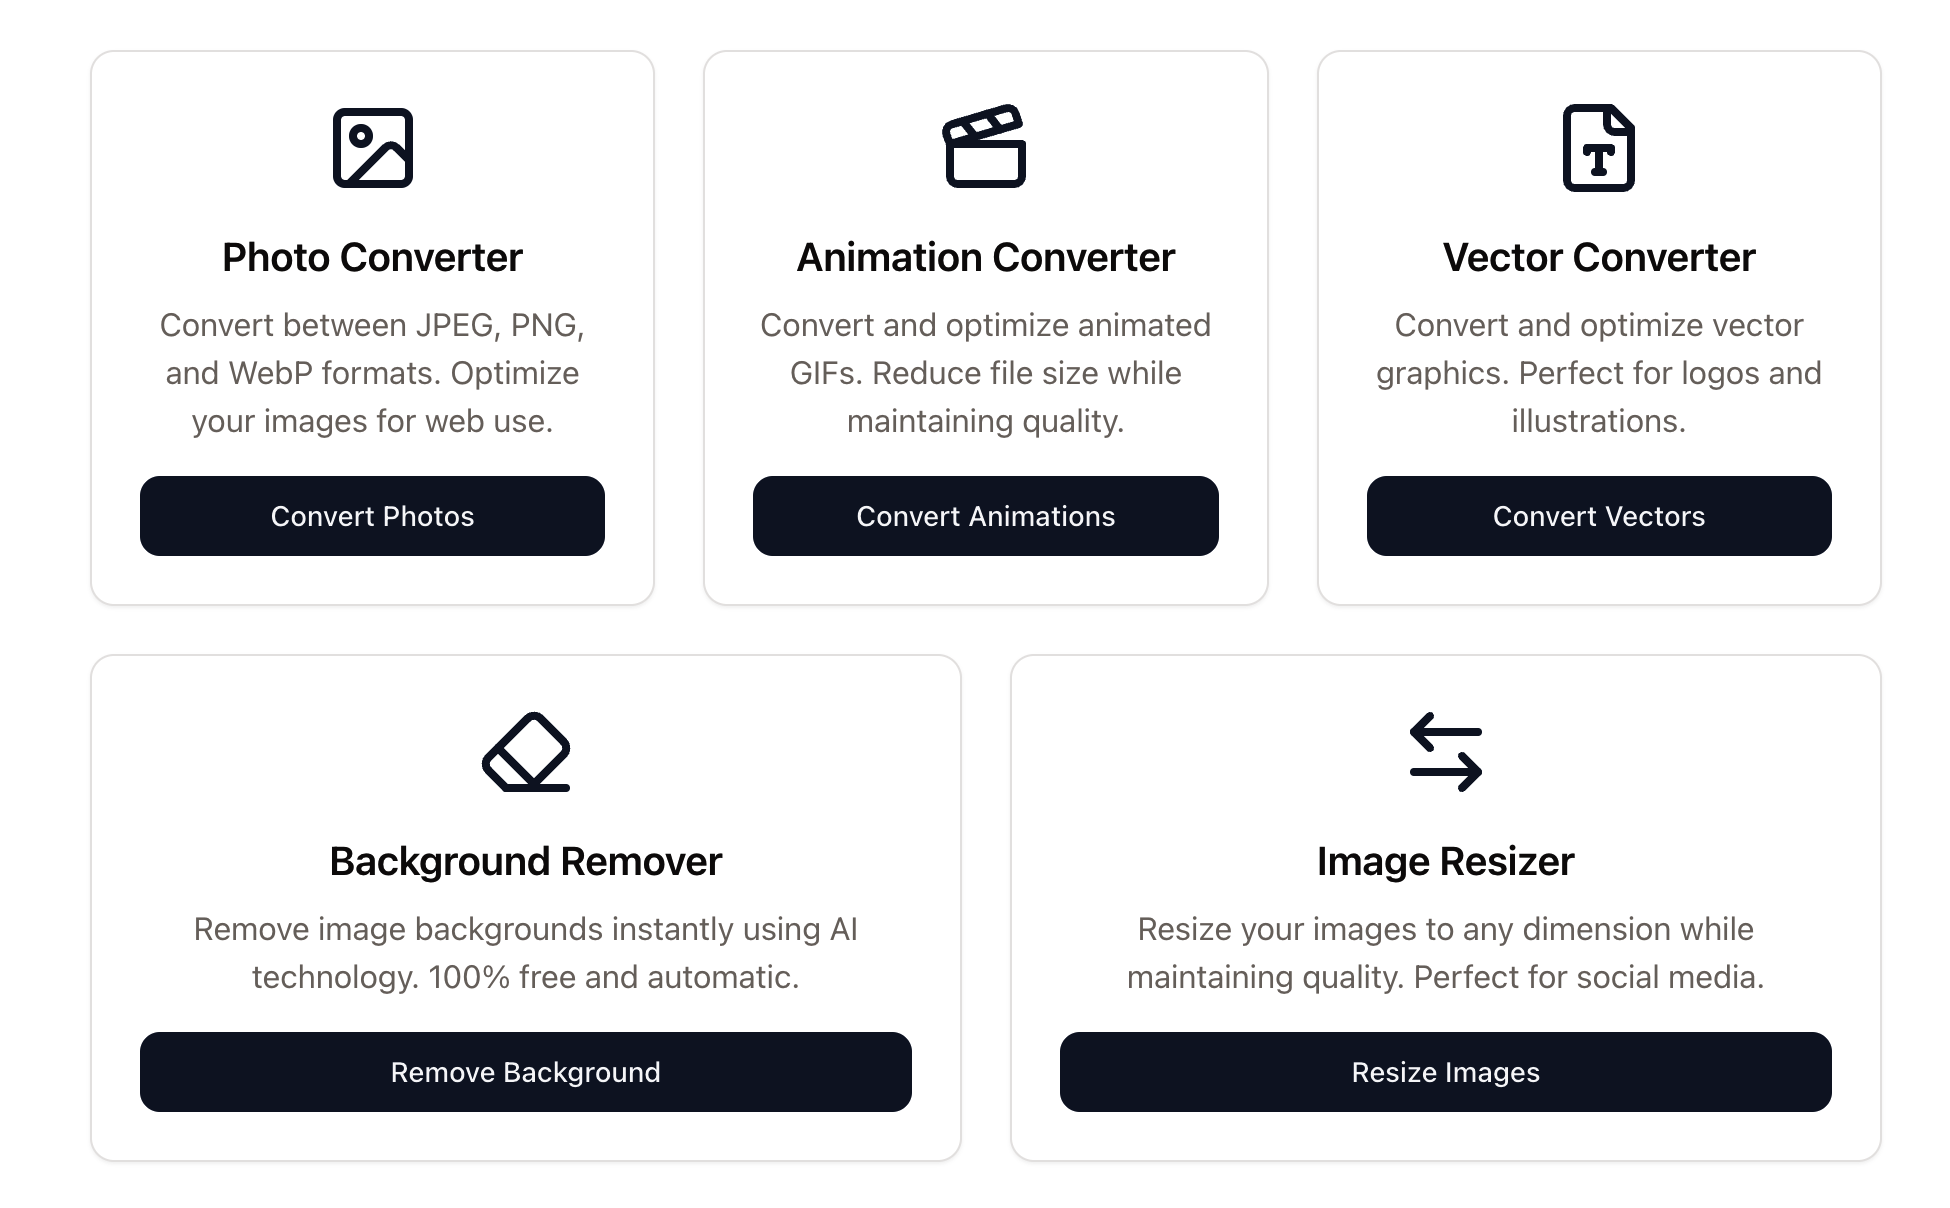 Photo Converter
Convert between JPEG, PNG,
and WebP formats. Optimize
your images for web use.
Convert Photos
Animation Converter
Convert and optimize animated
GIFs. Reduce file size while
maintaining quality.
Convert Animations
Vector Converter
Convert and optimize vector
graphics. Perfect for logos and
illustrations.
Convert Vectors
Background Remover
Remove image backgrounds instantly using AI
technology. 100% free and automatic.
Remove Background
Image Resizer
Resize your images to any dimension while
maintaining quality. Perfect for social media.
Resize Images